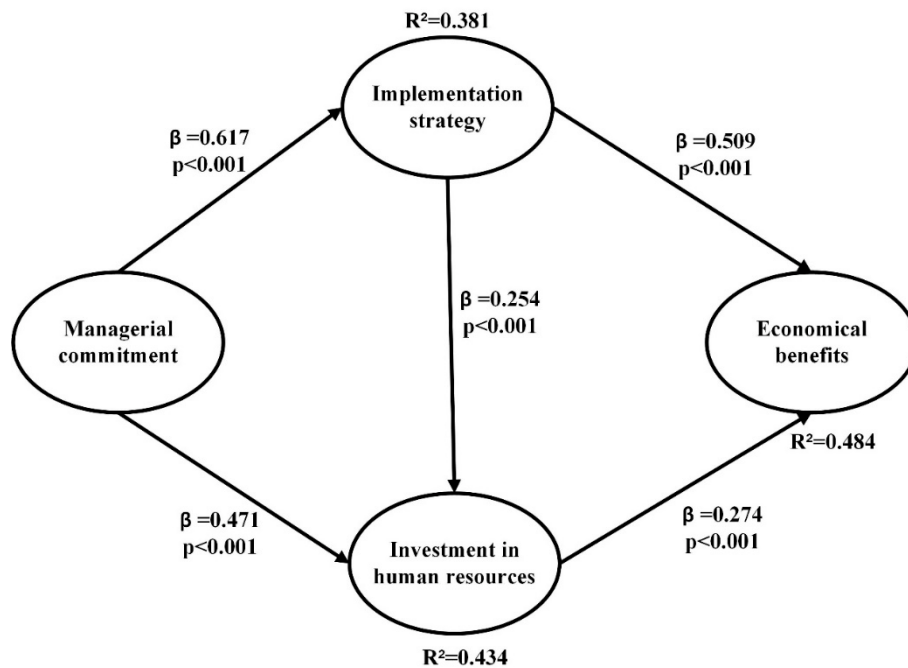 R²=0.381
Implementation
strategy
β =0.617
p<0.001
β =0.509
p<0.001
Managerial
commitment
β =0.254
p<0.001
Economical
benefits
R²=0.484
β =0.471
p<0.001
Investment in
human resources
β =0.274
p<0.001
R²=0.434